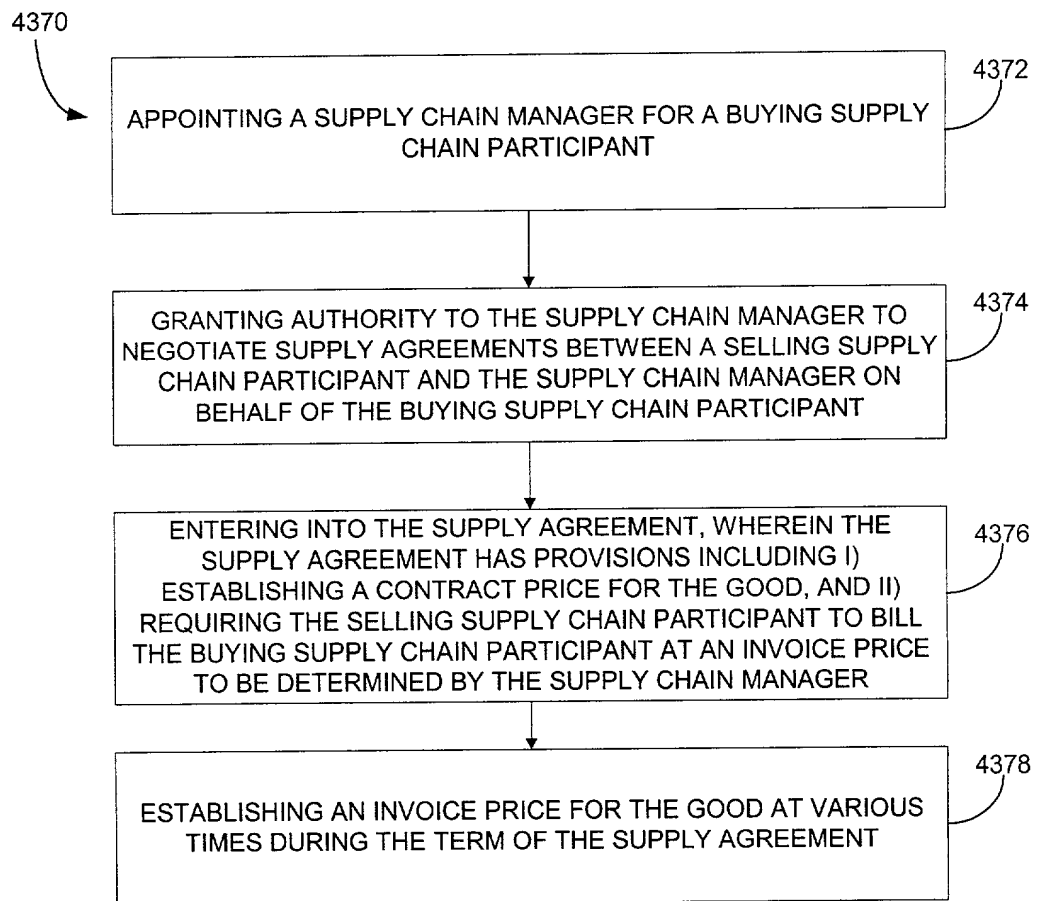 4370
4372
APPOINTING A SUPPLY CHAIN MANAGER FOR A BUYING SUPPLY
CHAIN PARTICIPANT
4374
GRANTING AUTHORITY TO THE SUPPLY CHAIN MANAGER TO
NEGOTIATE SUPPLY AGREEMENTS BETWEEN A SELLING SUPPLY
CHAIN PARTICIPANT AND THE SUPPLY CHAIN MANAGER ON
BEHALF OF THE BUYING SUPPLY CHAIN PARTICIPANT
4376
ENTERING INTO THE SUPPLY AGREEMENT, WHEREIN THE
SUPPLY AGREEMENT HAS PROVISIONS INCLUDING I)
ESTABLISHING A CONTRACT PRICE FOR THE GOOD, AND II)
REQUIRING THE SELLING SUPPLY CHAIN PARTICIPANT TO BILL
THE BUYING SUPPLY CHAIN PARTICIPANT AT AN INVOICE PRICE
TO BE DETERMINED BY THE SUPPLY CHAIN MANAGER
4378
ESTABLISHING AN INVOICE PRICE FOR THE GOOD AT VARIOUS
TIMES DURING THE TERM OF THE SUPPLY AGREEMENT